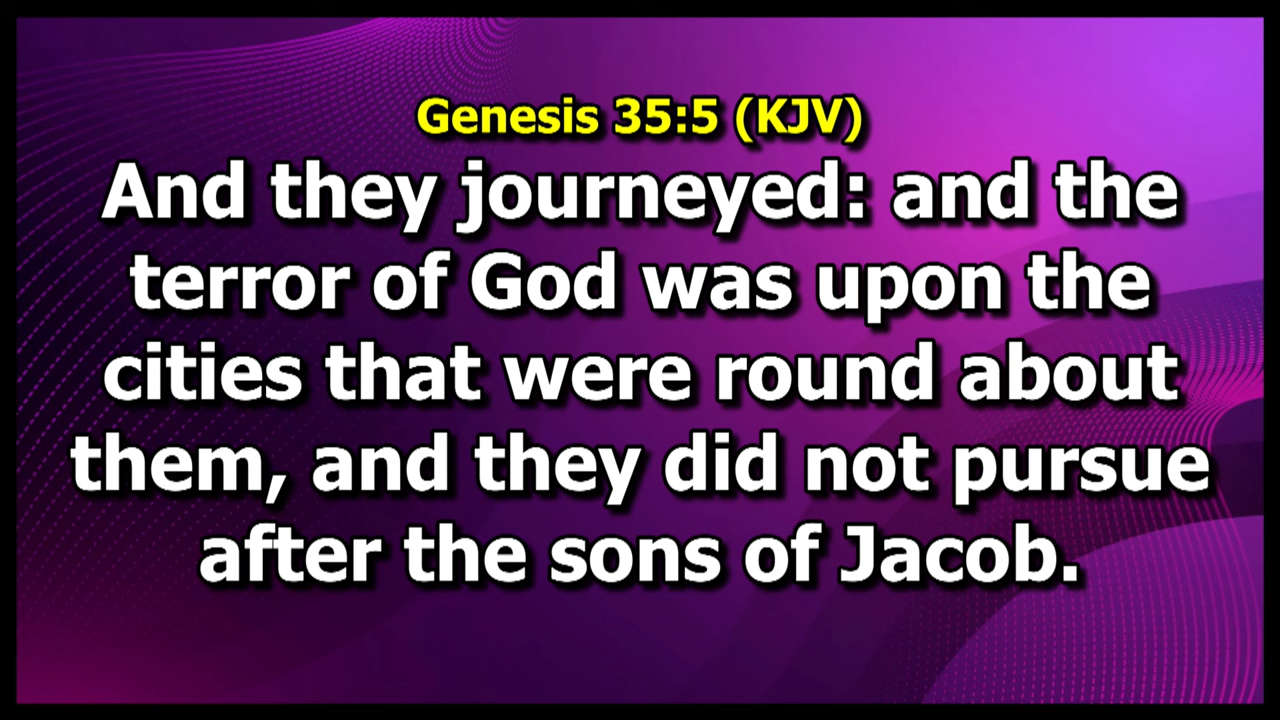 Genesis 35:5 (KJV)
And they journeyed: and the
terror of God was upon the
cities that were round about
them, and they did not pursue
after the sons of Jacob.